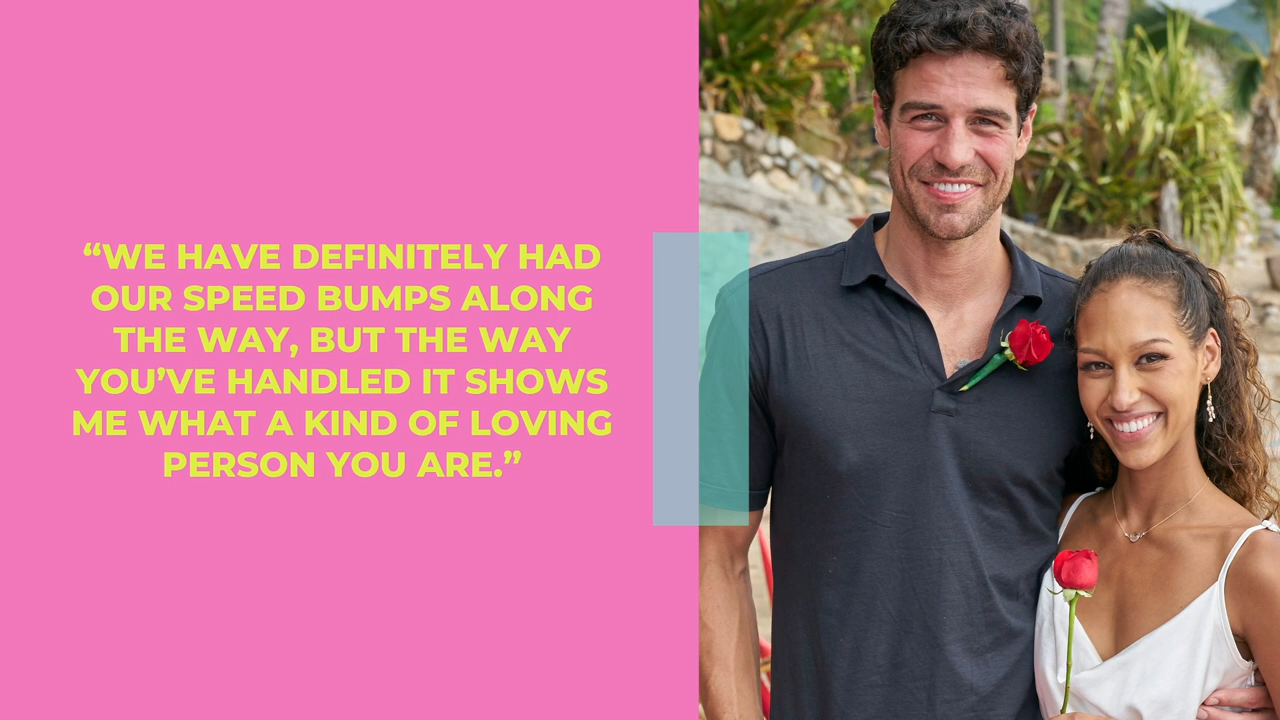 “WE HAVE DEFINITELY HAD
OUR SPEED BUMPS ALONG
THE WAY, BUT THE WAY
YOU’VE HANDLED IT SHOWS
ME WHAT A KIND OF LOVING
PERSON YOU ARE.”